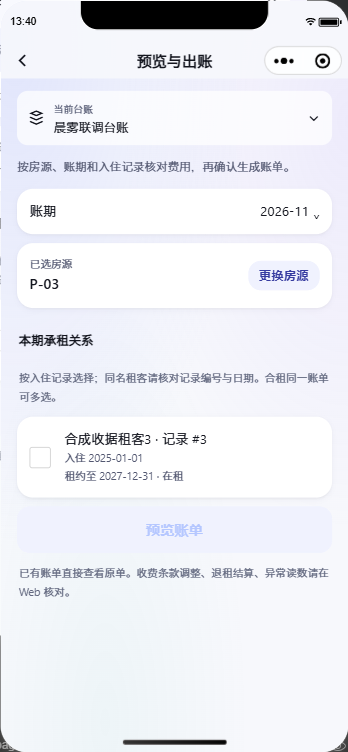 13:40
预览与出账
当前台账
晨雾联调台账
按房源、账期和入住记录核对费用，再确认生成账单。
账期
2026-11
已选房源
P-03
更换房源
本期承租关系
按入住记录选择；同名租客请核对记录编号与日期。合租同一账单
可多选。
合成收据租客3 · 记录 #3
入住 2025-01-01
租约至 2027-12-31 · 在租
预览账单
已有账单直接查看原单。收费条款调整、退租结算、异常读数请在
Web 核对。